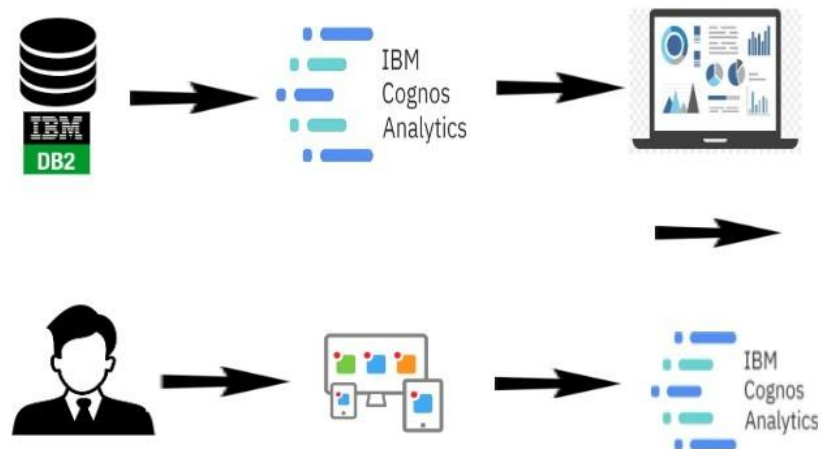 IBM
Cognos
Analytics
IBM
DB2
IBM
Cognos
Analytics